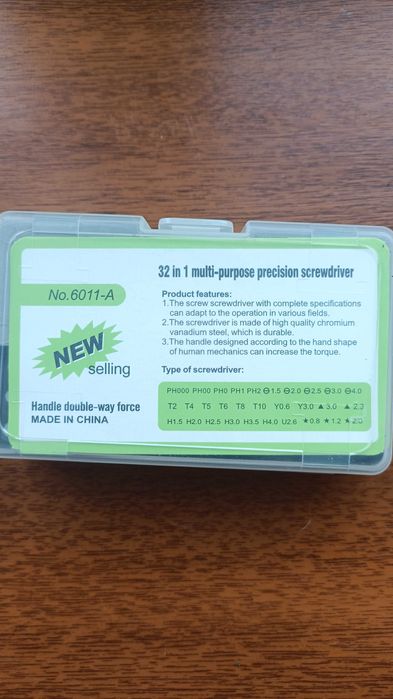 32 in 1 multi-purpose precision screwdriver
No.6011-A
Product features:
1.The screw screwdriver with complete specifications
can adapt to the operation in various fields.
2.The screwdriver is made of high quality chromium
vanadium steel, which is durable.
3.The handle designed according to the hand shape
of human mechanics can increase the torque.
NEW
selling
Type of screwdriver:
PH000 PH00 PH0 PH1 PH2 ⊖1.5 ⊖2.0 ⊖2.5 ⊖3.0 ⊖4.0
T2 T4 T5 T6 T8 T10 Y0.6 Y3.0 ▲3.0 ▲2.3
H1.5 H2.0 H2.5 H3.0 H3.5 H4.0 U2.6 ★0.8 ★1.2 ★2.0
Handle double-way force
MADE IN CHINA